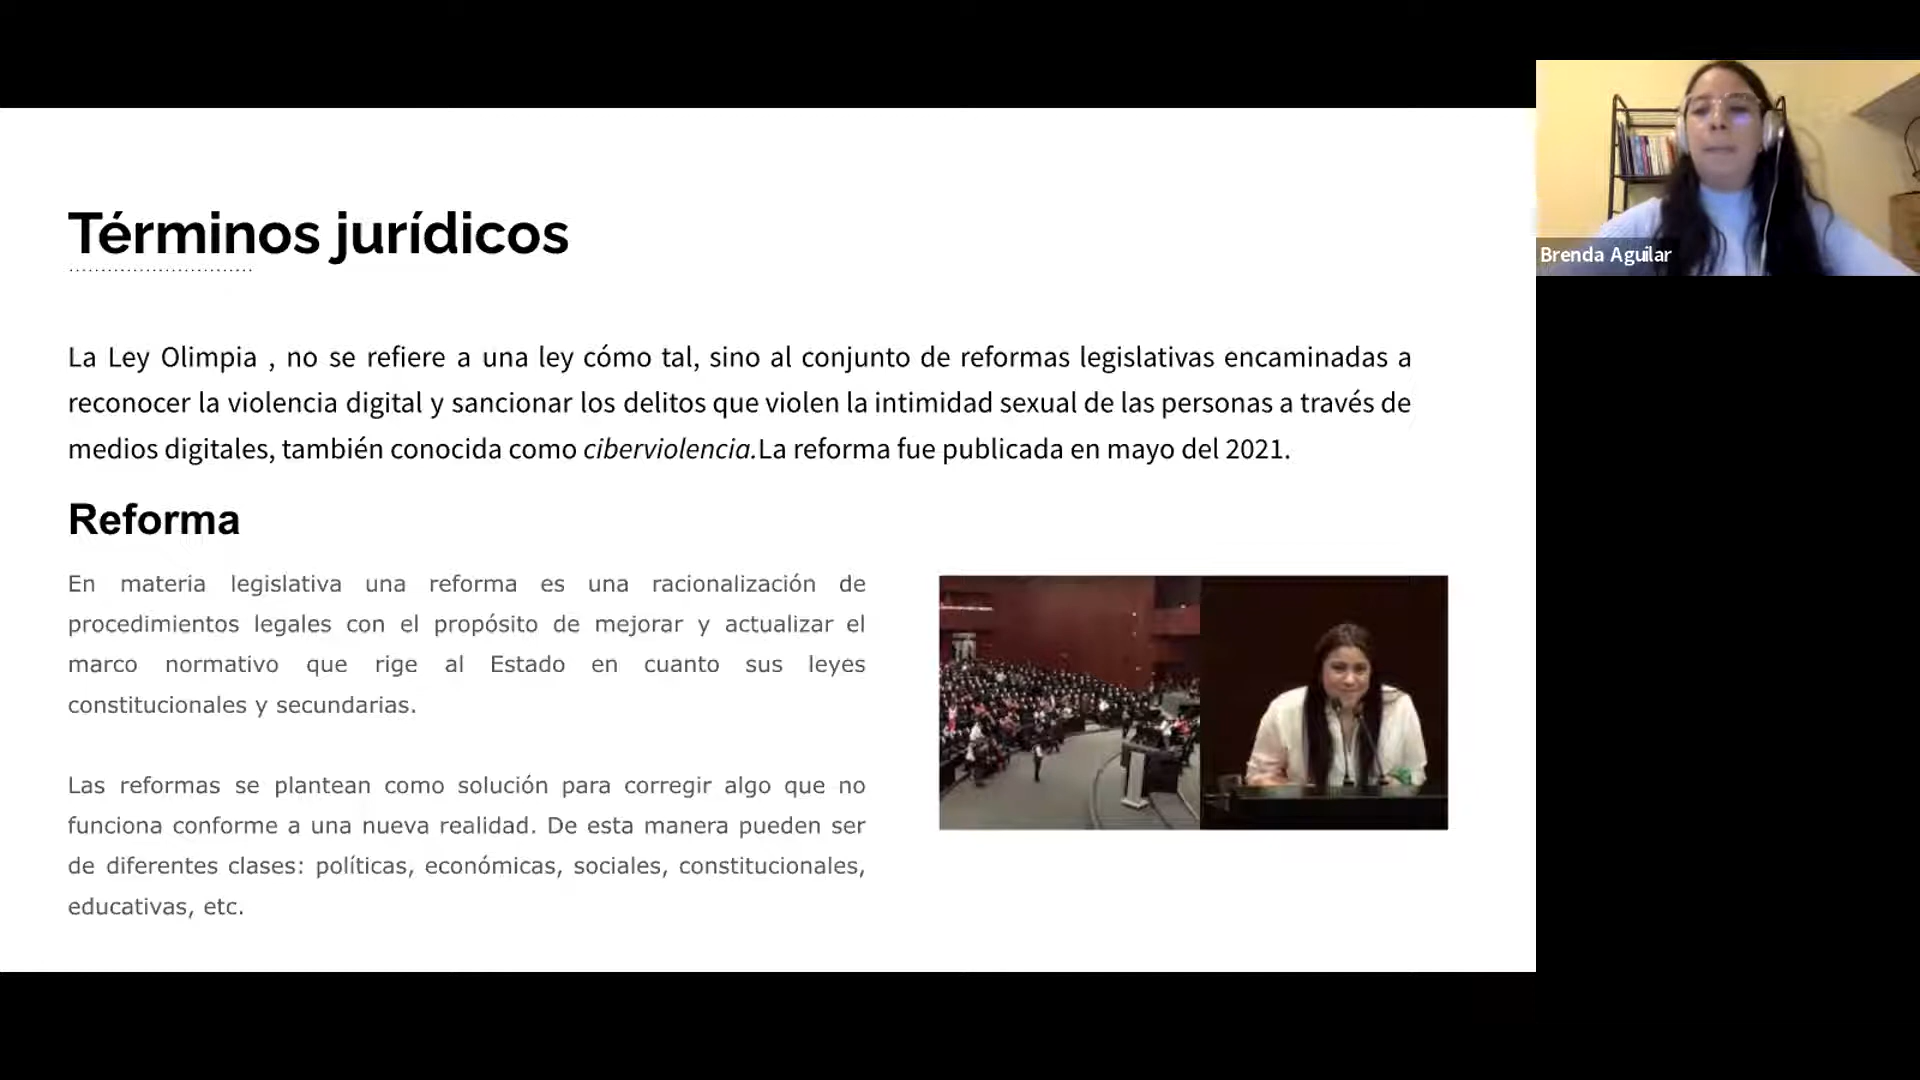 Términos jurídicos
La Ley Olimpia , no se refiere a una ley cómo tal, sino al conjunto de reformas legislativas encaminadas a
reconocer la violencia digital y sancionar los delitos que violen la intimidad sexual de las personas a través de
medios digitales, también conocida como ciberviolencia.La reforma fue publicada en mayo del 2021.
Reforma
En materia legislativa una reforma es una racionalización de
procedimientos legales con el propósito de mejorar y actualizar el
marco normativo que rige al Estado en cuanto sus leyes
constitucionales y secundarias.
Las reformas se plantean como solución para corregir algo que no
funciona conforme a una nueva realidad. De esta manera pueden ser
de diferentes clases: políticas, económicas, sociales, constitucionales,
educativas, etc.
Brenda Aguilar